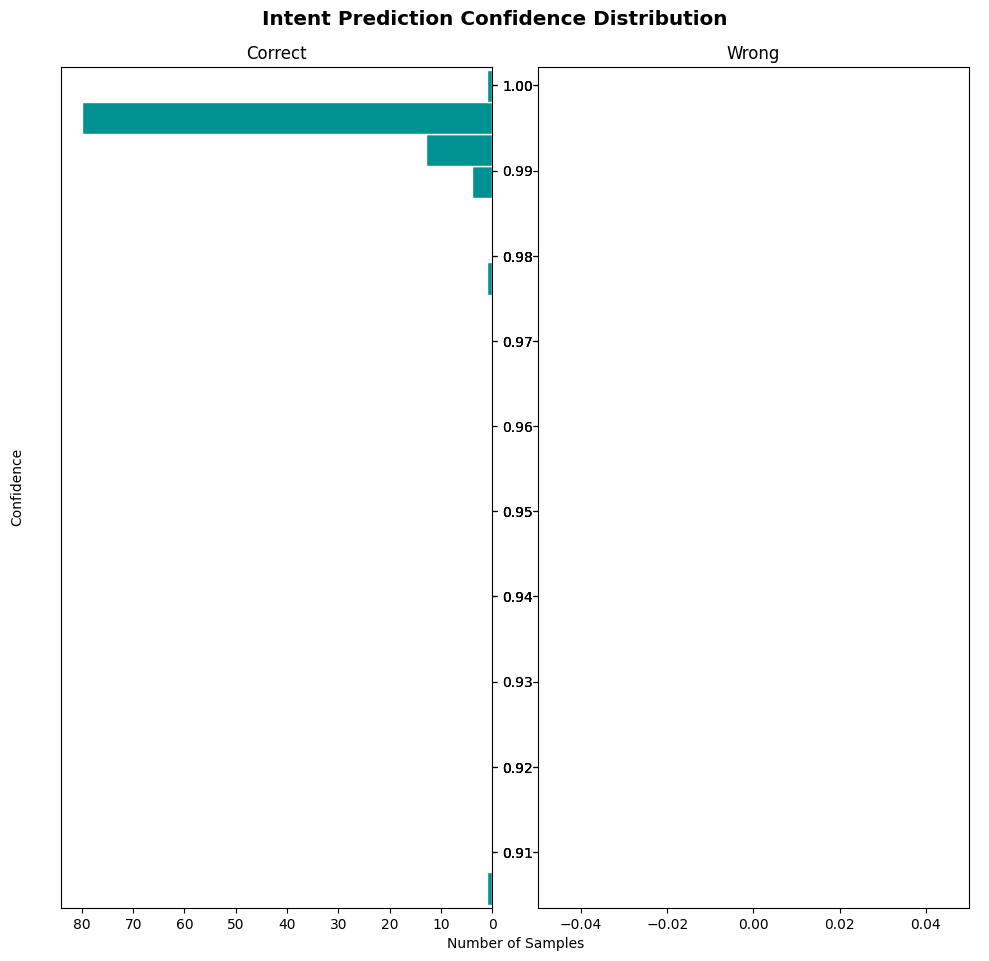 Intent Prediction Confidence Distribution
Correct
Wrong
1.00
0.99
0.98
0.97
0.96
0.95
0.94
0.93
0.92
0.91
Confidence
80 70 60 50 40 30 20 10 0
−0.04 −0.02 0.00 0.02 0.04
Number of Samples